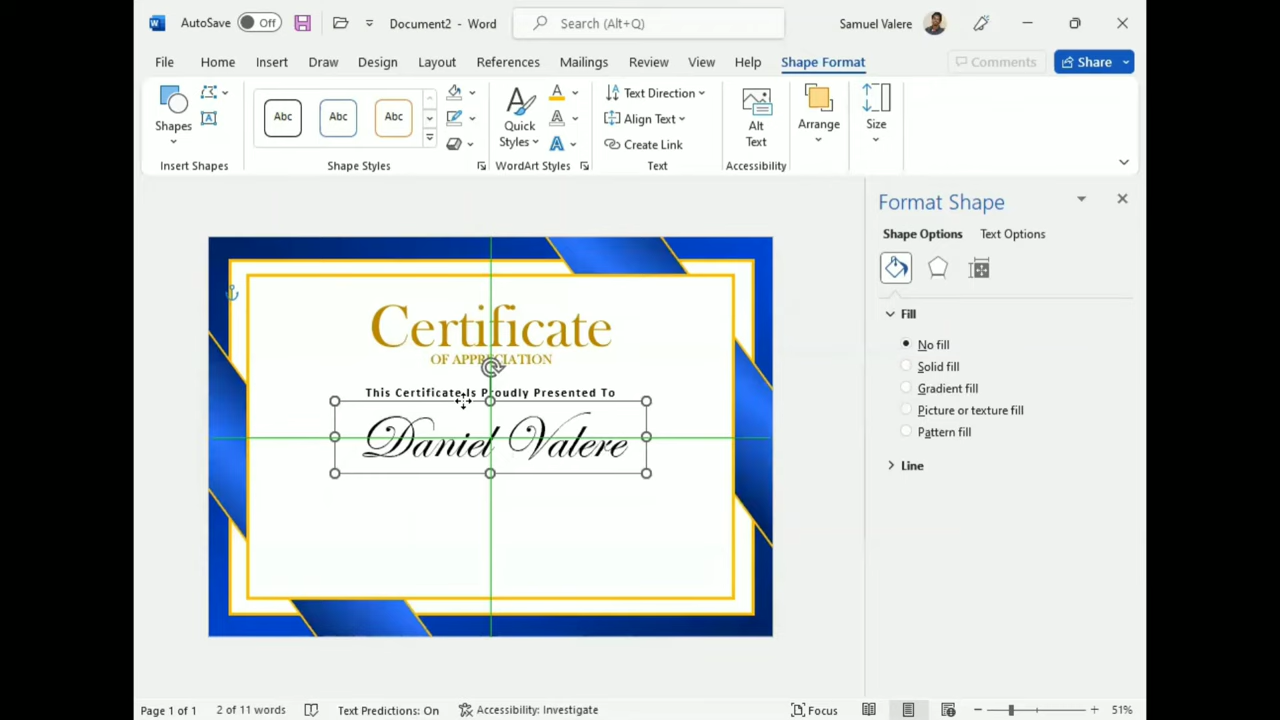 AutoSave Off Document2 - Word Search (Alt+Q) Samuel Valere
File Home Insert Draw Design Layout References Mailings Review View Help Shape Format Comments Share
Shapes
Insert Shapes
Abc Abc Abc
Shape Styles
Quick Styles
WordArt Styles
Text Direction
Align Text
Create Link
Text
Alt Text
Accessibility
Arrange
Size
Certificate
OF APPRECIATION
This Certificate Is Proudly Presented To
Daniel Valere
Format Shape
Shape Options Text Options
Fill
No fill
Solid fill
Gradient fill
Picture or texture fill
Pattern fill
Line
Page 1 of 1 2 of 11 words Text Predictions: On Accessibility: Investigate Focus 51%